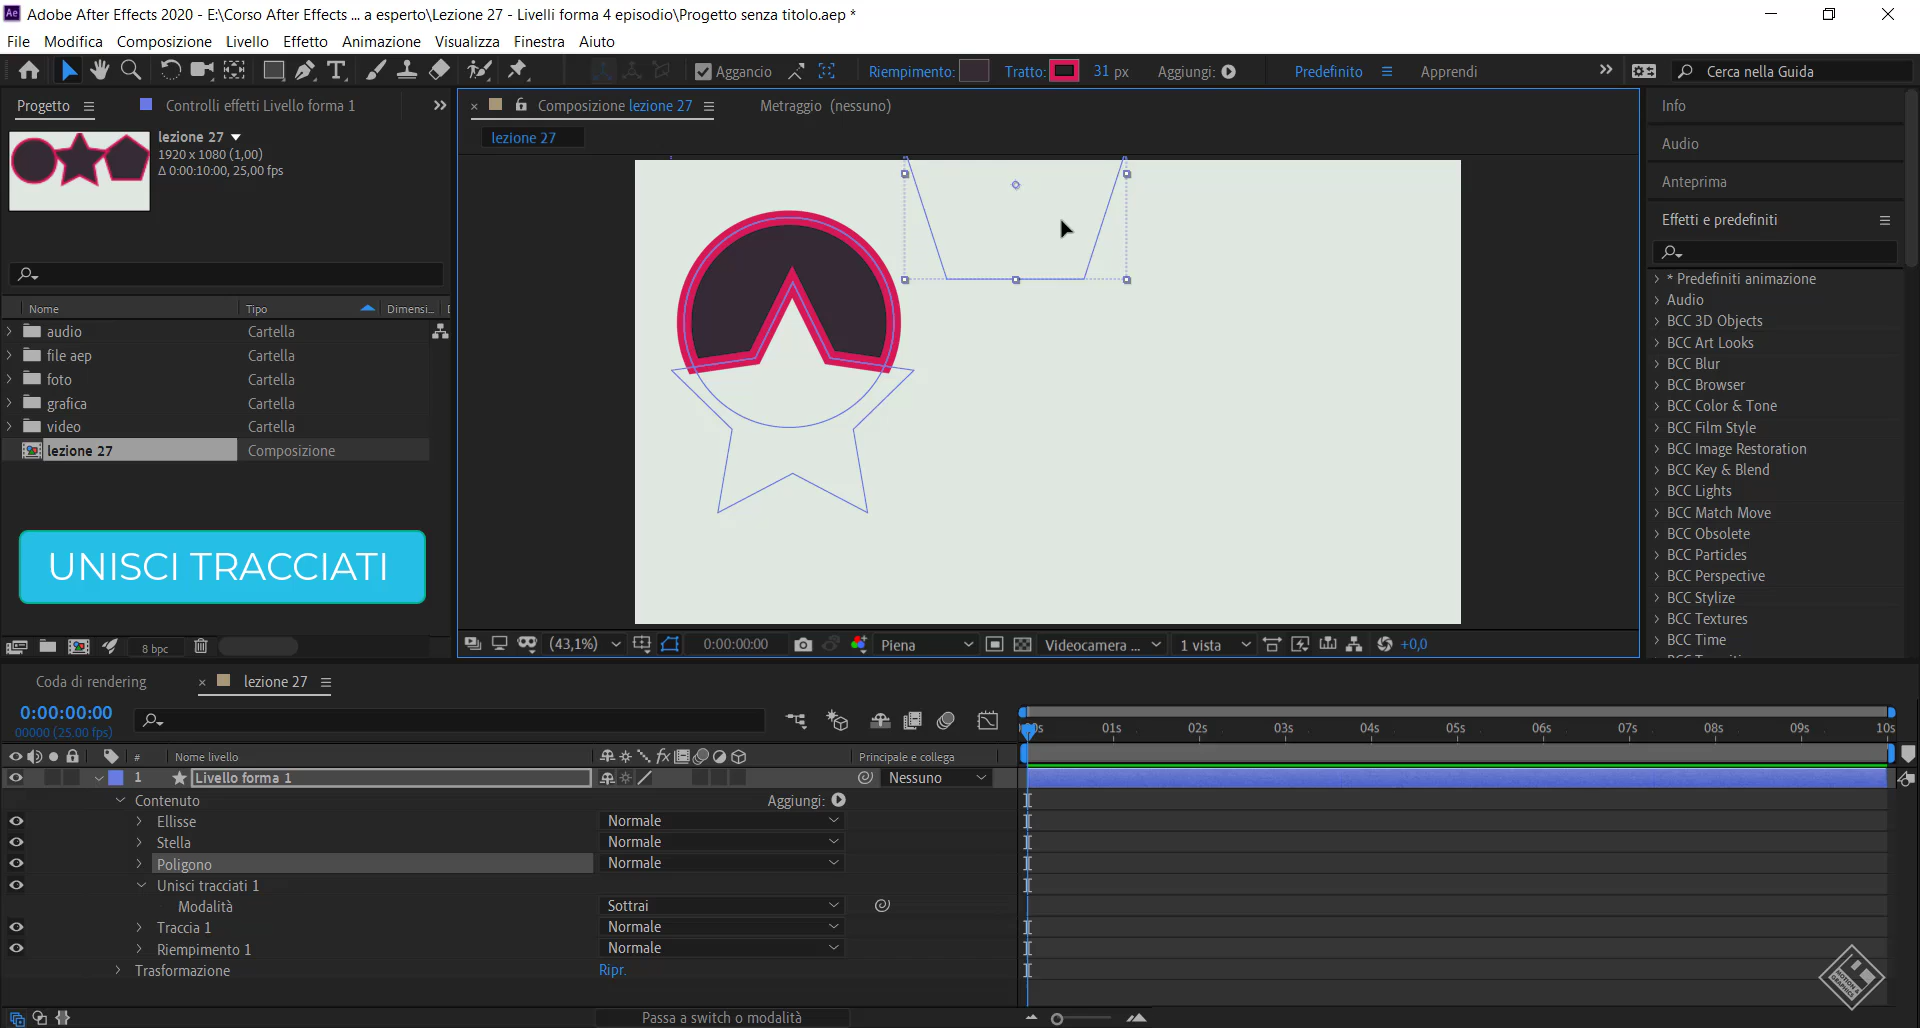 Adobe After Effects 2020 - E:\Corso After Effects ... a esperto\Lezione 27 - Livelli forma 4 episodio\Progetto senza titolo.aep *
File Modifica Composizione Livello Effetto Animazione Visualizza Finestra Aiuto
Aggancio Riempimento: Tratto: 31 px Aggiungi: Predefinito Apprendi Cerca nella Guida
Progetto Controlli effetti Livello forma 1
Composizione lezione 27 Metraggio (nessuno)
lezione 27
lezione 27
1920 x 1080 (1,00)
Δ 0:00:10:00, 25,00 fps
Nome Tipo Dimensi...
audio Cartella
file aep Cartella
foto Cartella
grafica Cartella
video Cartella
lezione 27 Composizione
UNISCI TRACCIATI
8 bpc
(43,1%) 0:00:00:00 Piena Videocamera ... 1 vista +0,0
Info
Audio
Anteprima
Effetti e predefiniti
* Predefiniti animazione
Audio
BCC 3D Objects
BCC Art Looks
BCC Blur
BCC Browser
BCC Color & Tone
BCC Film Style
BCC Image Restoration
BCC Key & Blend
BCC Lights
BCC Match Move
BCC Obsolete
BCC Particles
BCC Perspective
BCC Stylize
BCC Textures
BCC Time
Coda di rendering lezione 27
0:00:00:00
00000 (25.00 fps)
01s 02s 03s 04s 05s 06s 07s 08s 09s 10s
# Nome livello Principale e collega
1 Livello forma 1 Nessuno
Contenuto Aggiungi:
Ellisse Normale
Stella Normale
Poligono Normale
Unisci tracciati 1
Modalità Sottrai
Traccia 1 Normale
Riempimento 1 Normale
Trasformazione Ripr.
Passa a switch o modalità